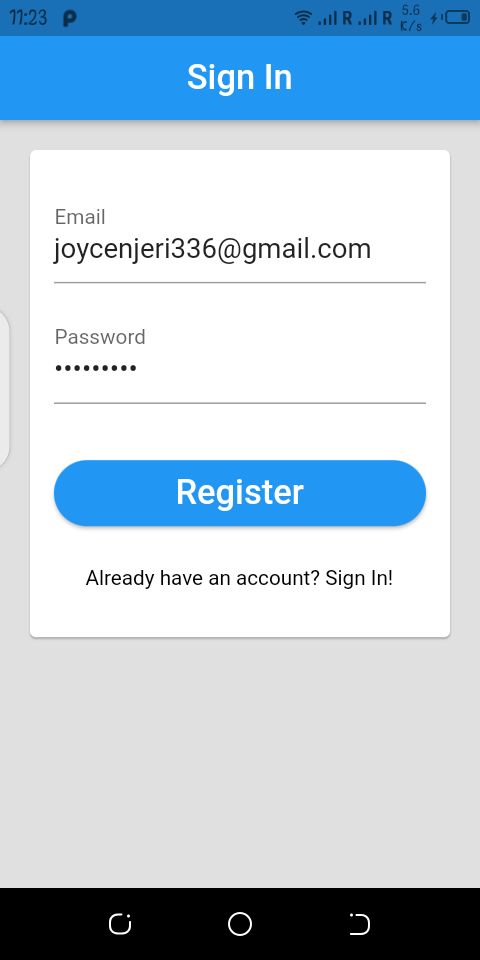 11:23
R R 5.6 K/s
Sign In
Email
joycenjeri336@gmail.com
Password
•••••••••
Register
Already have an account? Sign In!